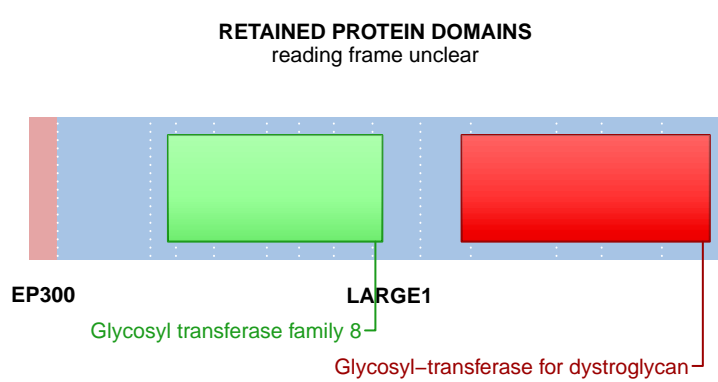 RETAINED PROTEIN DOMAINS
reading frame unclear
EP300 LARGE1
Glycosyl transferase family 8
Glycosyl−transferase for dystroglycan